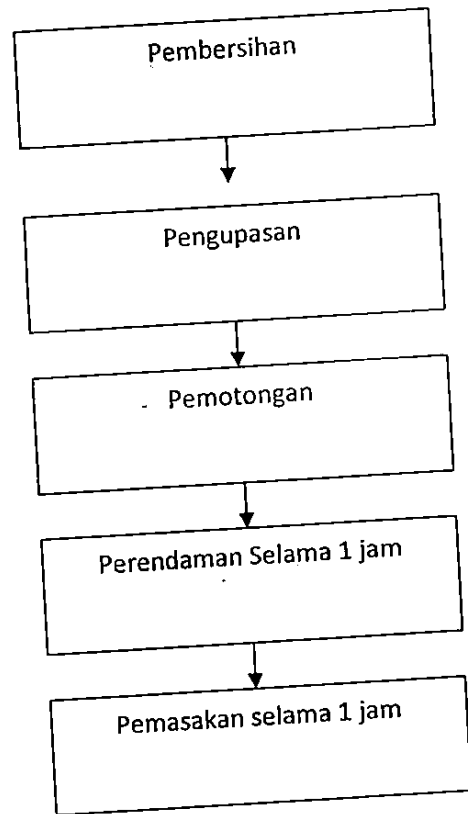 Pembersihan
Pengupasan
Pemotongan
Perendaman Selama 1 jam
Pemasakan selama 1 jam